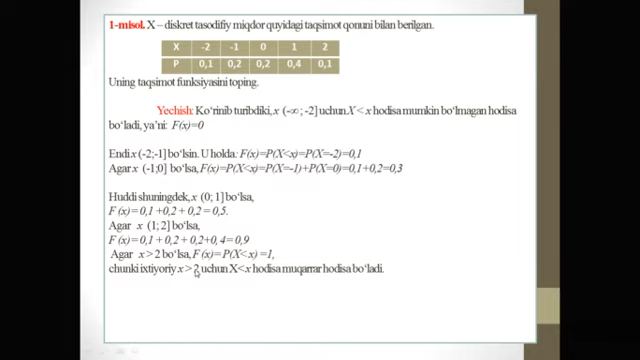 1-misol. X – diskret tasodifiy miqdor quyidagi taqsimot qonuni bilan berilgan.
X -2 -1 0 1 2
P 0,1 0,2 0,2 0,4 0,1
Uning taqsimot funksiyasini toping.
Yechish: Ko‘rinib turibdiki, x (-∞ ; -2] uchun X < x hodisa mumkin bo‘lmagan hodisa
bo‘ladi, ya’ni: F(x)=0
Endi x (-2;-1] bo‘lsin. U holda: F(x)=P(X<x)=P(X=-2)=0,1
Agar x (-1;0] bo‘lsa, F(x)=P(X<x)=P(X=-1)+P(X=0)=0,1+0,2=0,3
Huddi shuningdek, x (0; 1] bo‘lsa,
F (x) = 0,1 +0,2 + 0,2 = 0,5.
Agar x (1; 2] bo‘lsa,
F (x) = 0,1 + 0,2 + 0,2+0, 4= 0,9
Agar x > 2 bo‘lsa, F(x)= P(X< x) =1,
chunki ixtiyoriy x > 2 uchun X < x hodisa muqarrar hodisa bo‘ladi.